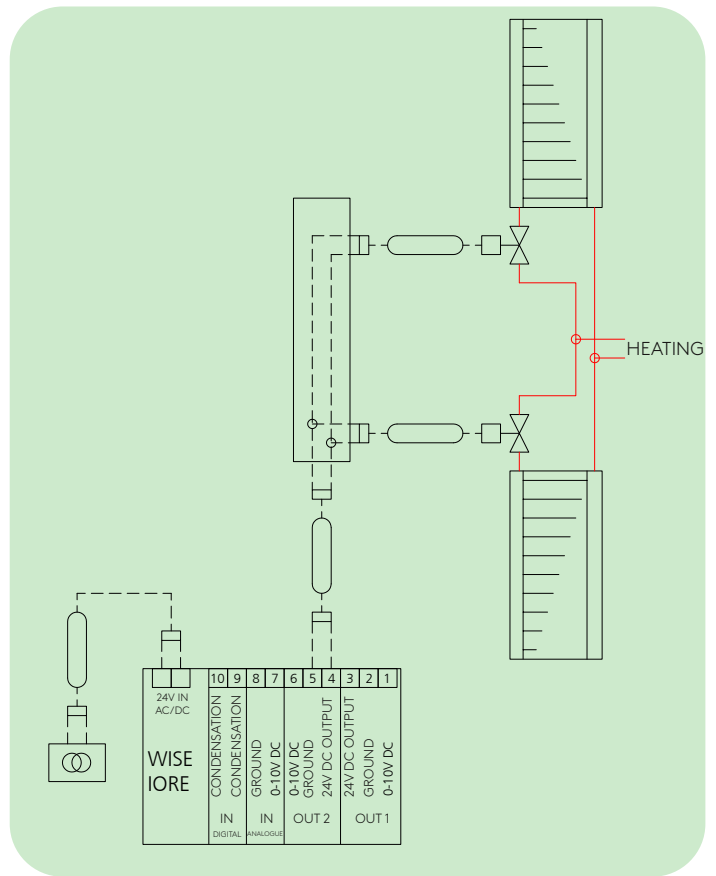 HEATING
24V IN
AC/DC
WISE
IORE
10 9 8 7 6 5 4 3 2 1
CONDENSATION
CONDENSATION
GROUND
0-10V DC
0-10V DC
GROUND
24V DC OUTPUT
24V DC OUTPUT
GROUND
0-10V DC
IN
DIGITAL
IN
ANALOGUE
OUT 2
OUT 1